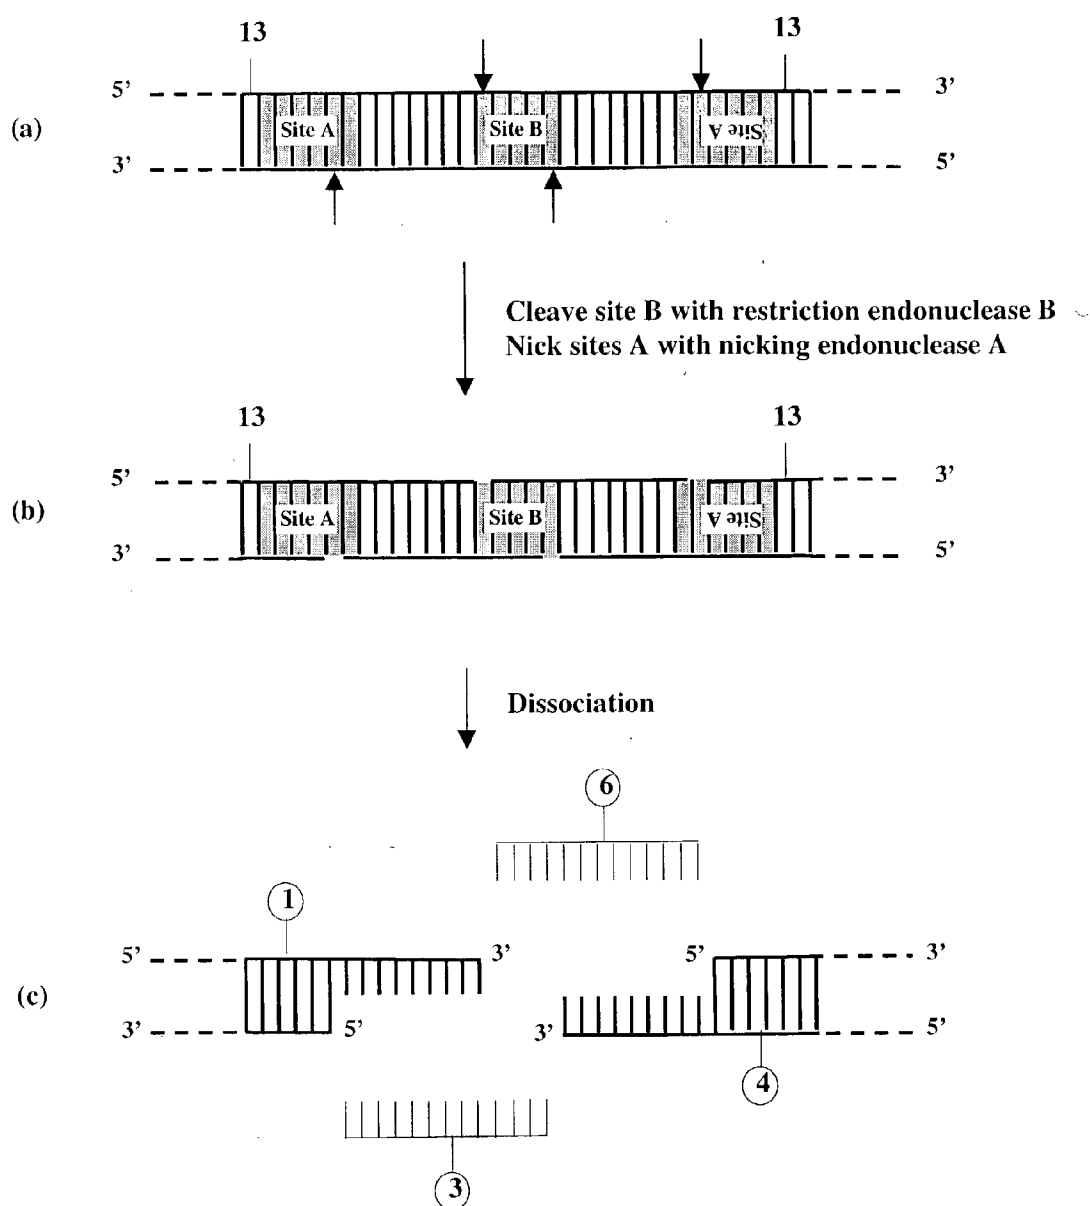 13 13
5’ 3’
(a) Site A Site B Site A
3’ 5’
Cleave site B with restriction endonuclease B
Nick sites A with nicking endonuclease A
13 13
5’ 3’
(b) Site A Site B Site A
3’ 5’
Dissociation
6
1
5’ 3’ 5’ 3’
(c)
3’ 5’ 3’ 5’
4
3